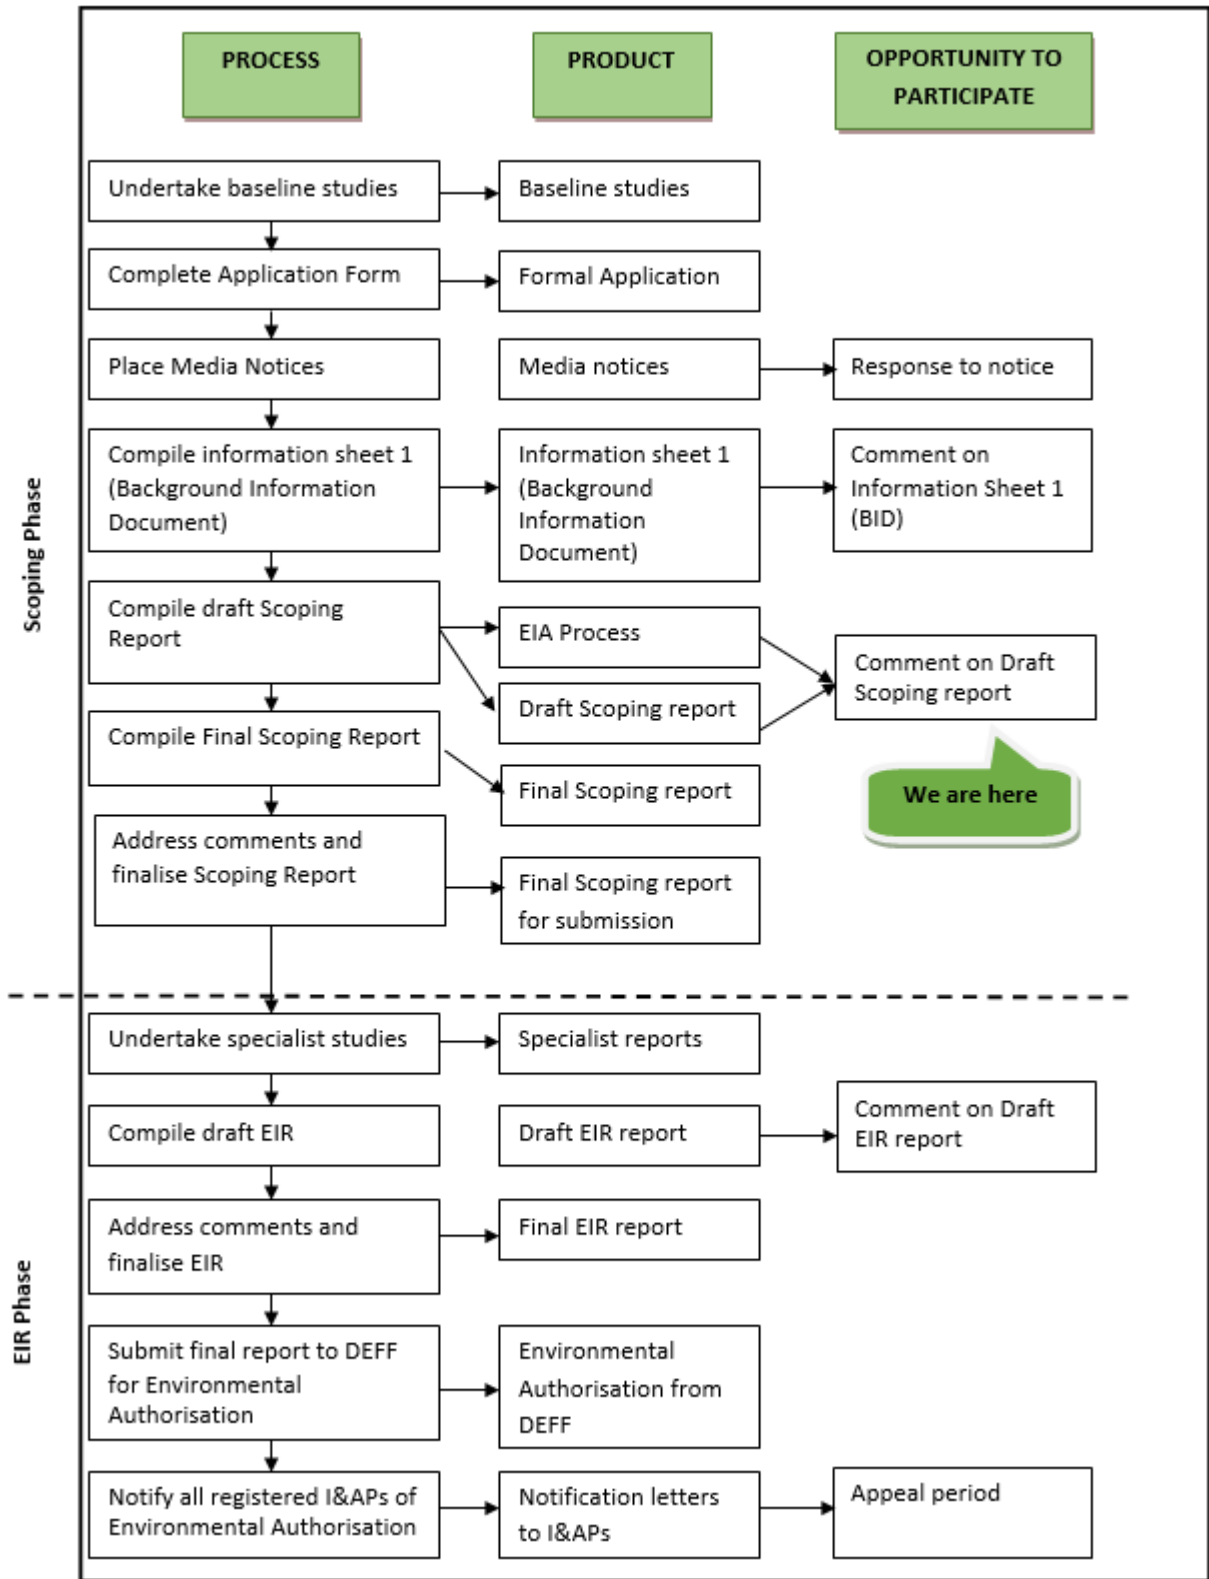 PROCESS
PRODUCT
OPPORTUNITY TO
PARTICIPATE
Scoping Phase
Undertake baseline studies
Baseline studies
Complete Application Form
Formal Application
Place Media Notices
Media notices
Response to notice
Compile information sheet 1
(Background Information
Document)
Information sheet 1
(Background
Information
Document)
Comment on
Information Sheet 1
(BID)
Compile draft Scoping
Report
EIA Process
Draft Scoping report
Comment on Draft
Scoping report
We are here
Compile Final Scoping Report
Final Scoping report
Address comments and
finalise Scoping Report
Final Scoping report
for submission
EIR Phase
Undertake specialist studies
Specialist reports
Compile draft EIR
Draft EIR report
Comment on Draft
EIR report
Address comments and
finalise EIR
Final EIR report
Submit final report to DEFF
for Environmental
Authorisation
Environmental
Authorisation from
DEFF
Notify all registered I&APs of
Environmental Authorisation
Notification letters
to I&APs
Appeal period